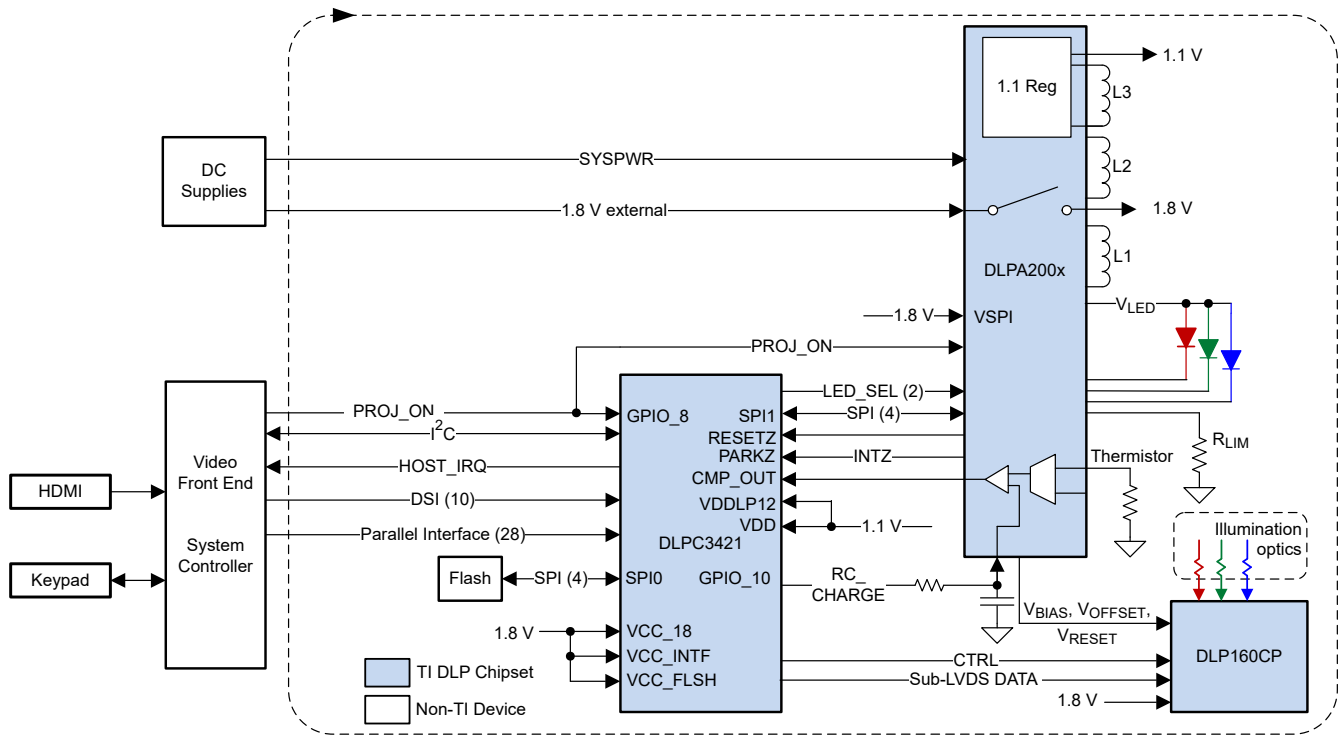 1.1 Reg
1.1 V
L3
DC
Supplies
SYSPWR
L2
1.8 V external
1.8 V
DLPA200x
L1
VLED
1.8 V
VSPI
PROJ_ON
LED_SEL (2)
PROJ_ON
GPIO_8
SPI1
SPI (4)
I2C
RESETZ
RLIM
Video
Front End
HOST_IRQ
PARKZ
INTZ
Thermistor
CMP_OUT
HDMI
DSI (10)
VDDLP12
VDD
1.1 V
Parallel Interface (28)
DLPC3421
Illumination
optics
System
Controller
Keypad
Flash
SPI (4)
SPI0
GPIO_10
RC_
CHARGE
VBIAS, VOFFSET,
VRESET
1.8 V
VCC_18
VCC_INTF
VCC_FLSH
CTRL
Sub-LVDS DATA
DLP160CP
1.8 V
TI DLP Chipset
Non-TI Device